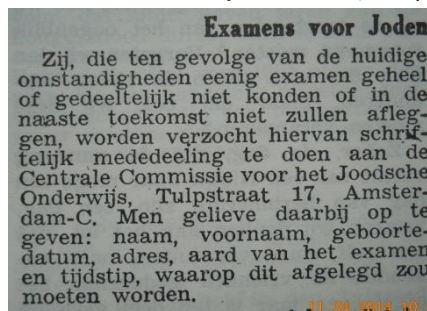 Examens voor Joden
Zij, die ten gevolge van de huidige
omstandigheden eenig examen geheel
of gedeeltelijk niet konden of in de
naaste toekomst niet zullen afleg-
gen, worden verzocht hiervan schrif-
telijk mededeeling te doen aan de
Centrale Commissie voor het Joodsche
Onderwijs, Tulpstraat 17, Amster-
dam-C. Men gelieve daarbij op te
geven: naam, voornaam, geboorte-
datum, adres, aard van het examen
en tijdstip, waarop dit afgelegd zou
moeten worden.